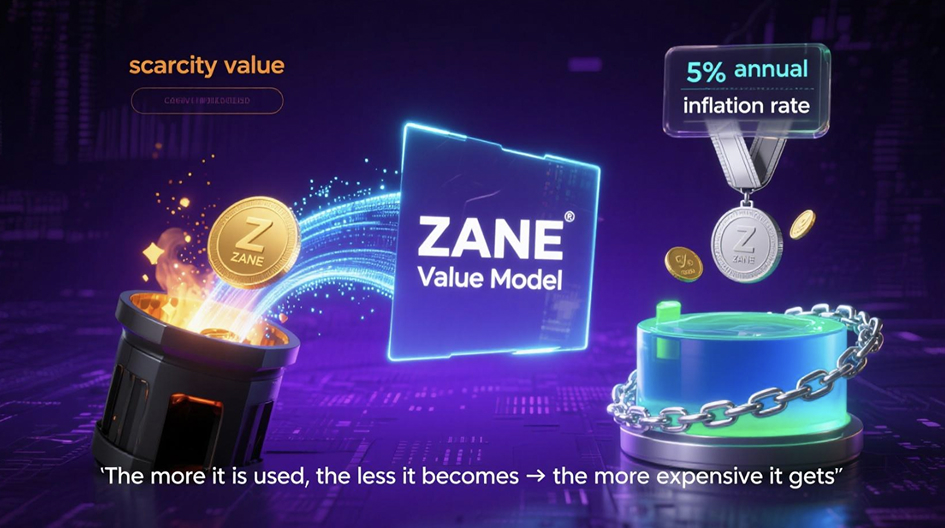 scarcity value
5% annual
inflation rate
Z
ZANE
ZANE®
Value Model
Z
ZANE
‘The more it is used, the less it becomes → the more expensive it gets”